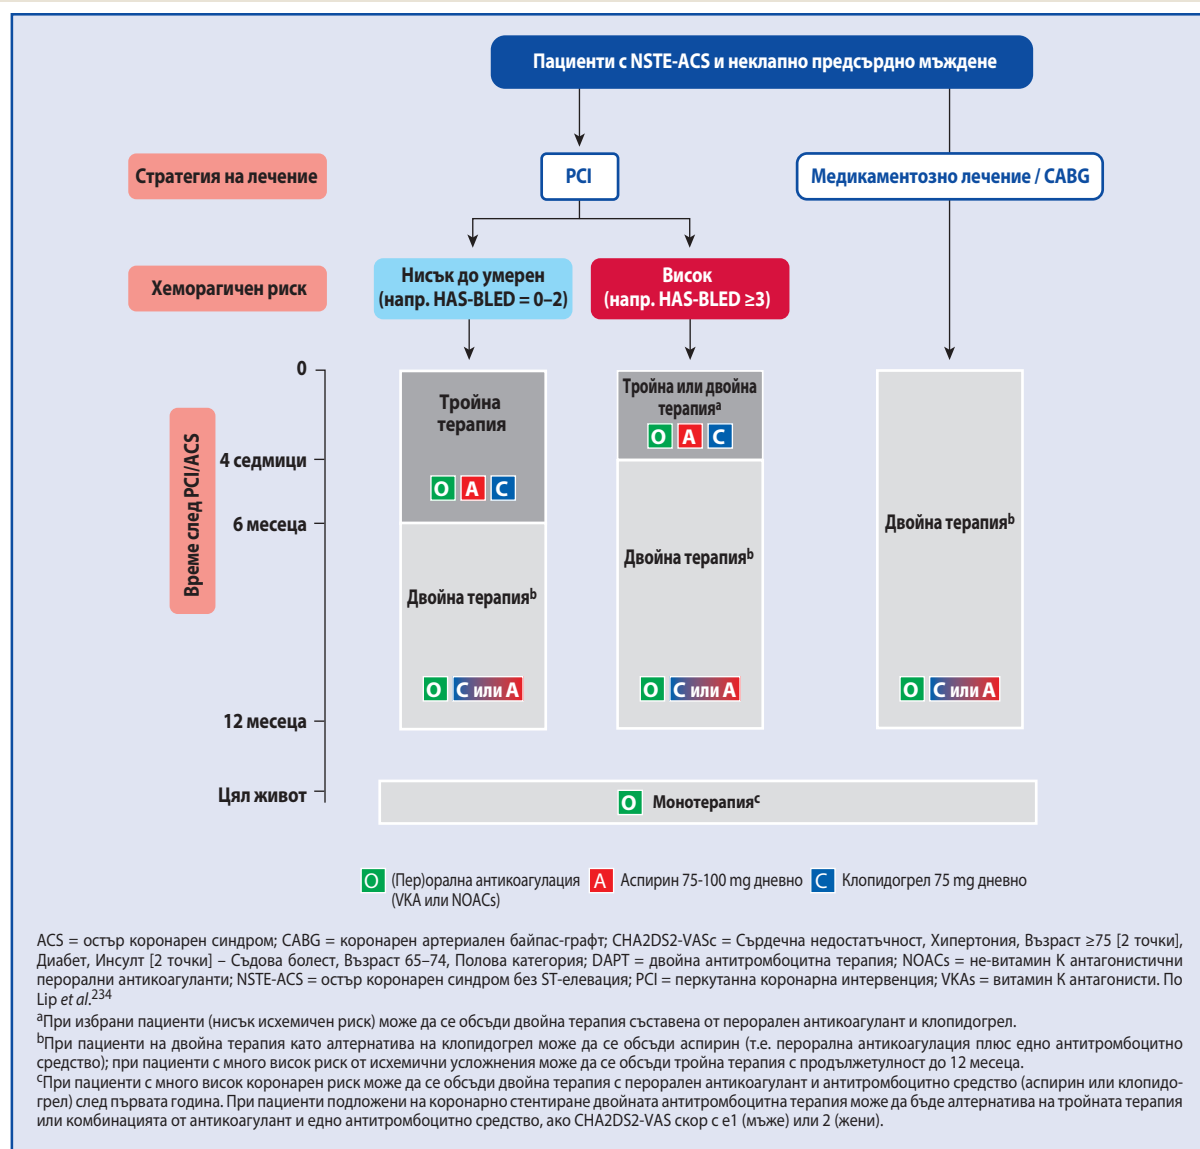 Пациенти с NSTE-ACS и неклапно предсърдно мъждене
Стратегия на лечение
PCI
Медикаментозно лечение / CABG
Хеморагичен риск
Нисък до умерен
(напр. HAS-BLED = 0–2)
Висок
(напр. HAS-BLED ≥3)
Време след PCI/ACS
0
4 седмици
6 месеца
12 месеца
Цял живот
Тройна
терапия
O A C
Двойна терапияb
O C или A
Тройна или двойна
терапияa
O A C
Двойна терапияb
O C или A
Двойна терапияb
O C или A
O Монотерапияc
O (Пер)орална антикоагулация
(VKA или NOACs)
A Аспирин 75-100 mg дневно
C Клопидогрел 75 mg дневно
ACS = остър коронарен синдром; CABG = коронарен артериален байпас-графт; CHA2DS2-VASc = Сърдечна недостатъчност, Хипертония, Възраст ≥75 [2 точки],
Диабет, Инсулт [2 точки] – Съдова болест, Възраст 65–74, Полова категория; DAPT = двойна антитромбоцитна терапия; NOACs = не-витамин К антагонистични
перорални антикоагуланти; NSTE-ACS = остър коронарен синдром без ST-елевация; PCI = перкутанна коронарна интервенция; VKAs = витамин К антагонисти. По
Lip et al.234
aПри избрани пациенти (нисък исхемичен риск) може да се обсъди двойна терапия съставена от перорален антикоагулант и клопидогрел.
bПри пациенти на двойна терапия като алтернатива на клопидогрел може да се обсъди аспирин (т.е. перорална антикоагулация плюс едно антитромбоцитно
средство); при пациенти с много висок риск от исхемични усложнения може да се обсъди тройна терапия с продължетулност до 12 месеца.
cПри пациенти с много висок коронарен риск може да се обсъди двойна терапия с перорален антикоагулант и антитромбоцитно средство (аспирин или клопидо-
грел) след първата година. При пациенти подложени на коронарно стентиране двойната антитромбоцитна терапия може да бъде алтернатива на тройната терапия
или комбинацията от антикоагулант и едно антитромбоцитно средство, ако CHA2DS2-VAS скор с е1 (мъже) или 2 (жени).